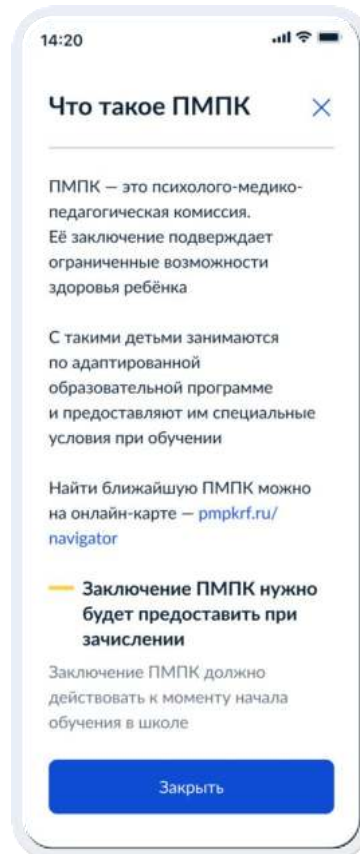 14:20
Что такое ПМПК
ПМПК — это психолого-медико-
педагогическая комиссия.
Её заключение подтверждает
ограниченные возможности
здоровья ребёнка
С такими детьми занимаются
по адаптированной
образовательной программе
и предоставляют им специальные
условия при обучении
Найти ближайшую ПМПК можно
на онлайн-карте — pmpkrf.ru/
navigator
Заключение ПМПК нужно
будет предоставить при
зачислении
Заключение ПМПК должно
действовать к моменту начала
обучения в школе
Закрыть